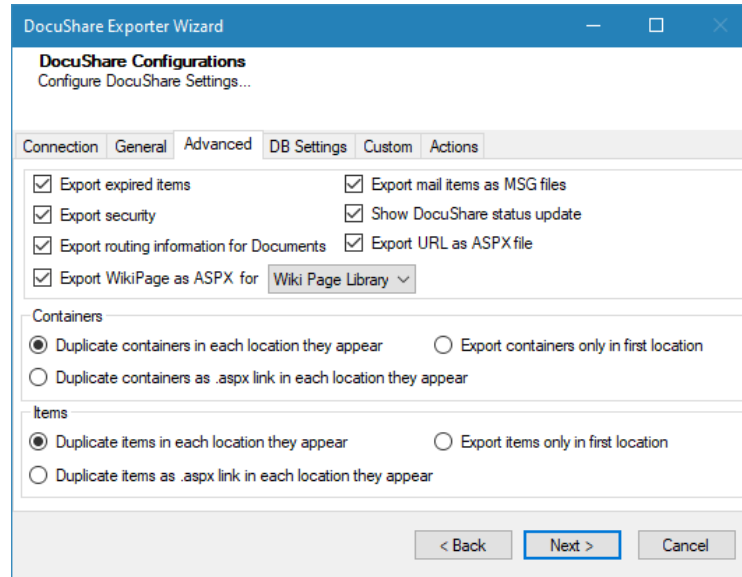 DocuShare Exporter Wizard
DocuShare Configurations
Configure DocuShare Settings...
Connection General Advanced DB Settings Custom Actions
Export expired items Export mail items as MSG files
Export security Show DocuShare status update
Export routing information for Documents Export URL as ASPX file
Export WikiPage as ASPX for Wiki Page Library
Containers
Duplicate containers in each location they appear Export containers only in first location
Duplicate containers as .aspx link in each location they appear
Items
Duplicate items in each location they appear Export items only in first location
Duplicate items as .aspx link in each location they appear
< Back Next > Cancel